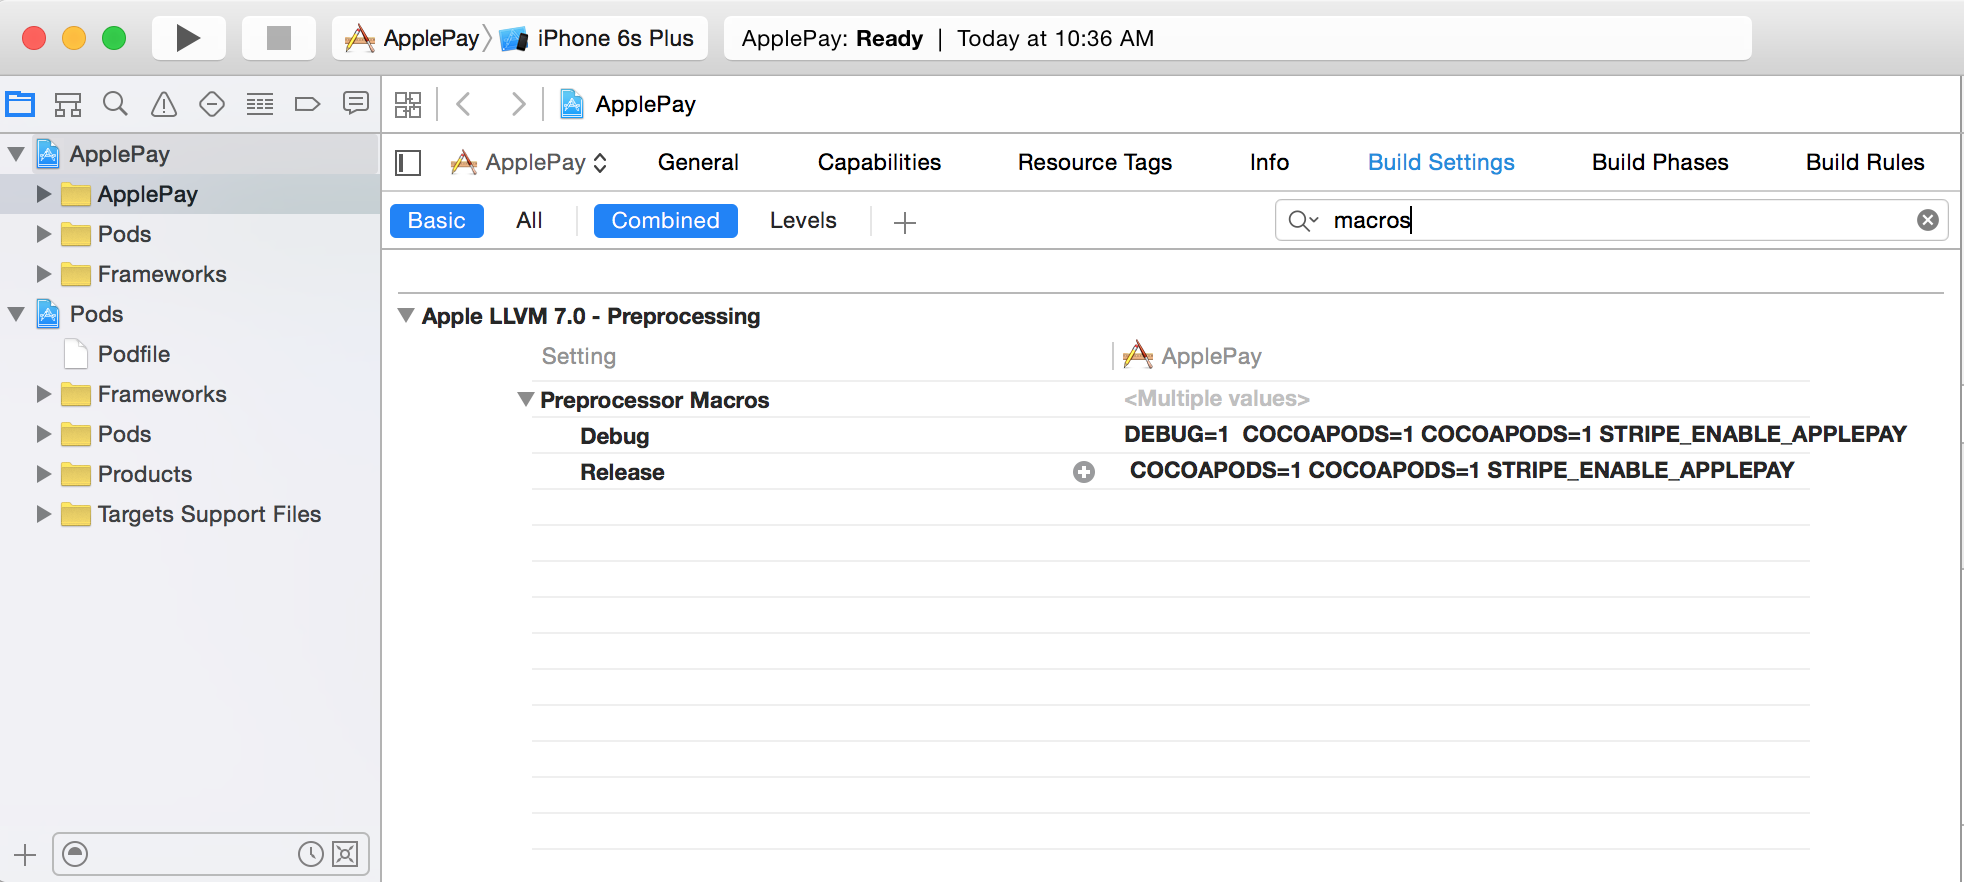 ApplePay iPhone 6s Plus ApplePay: Ready | Today at 10:36 AM
ApplePay
ApplePay
ApplePay
Pods
Frameworks
Pods
Podfile
Frameworks
Pods
Products
Targets Support Files
ApplePay General Capabilities Resource Tags Info Build Settings Build Phases Build Rules
Basic All Combined Levels macros
Apple LLVM 7.0 - Preprocessing
Setting ApplePay
Preprocessor Macros <Multiple values>
Debug DEBUG=1 COCOAPODS=1 COCOAPODS=1 STRIPE_ENABLE_APPLEPAY
Release COCOAPODS=1 COCOAPODS=1 STRIPE_ENABLE_APPLEPAY